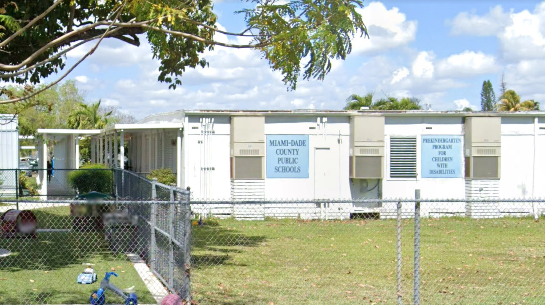 MIAMI-DADE
COUNTY
PUBLIC
SCHOOLS
PREKINDERGARTEN
PROGRAM
FOR
CHILDREN
WITH
DISABILITIES